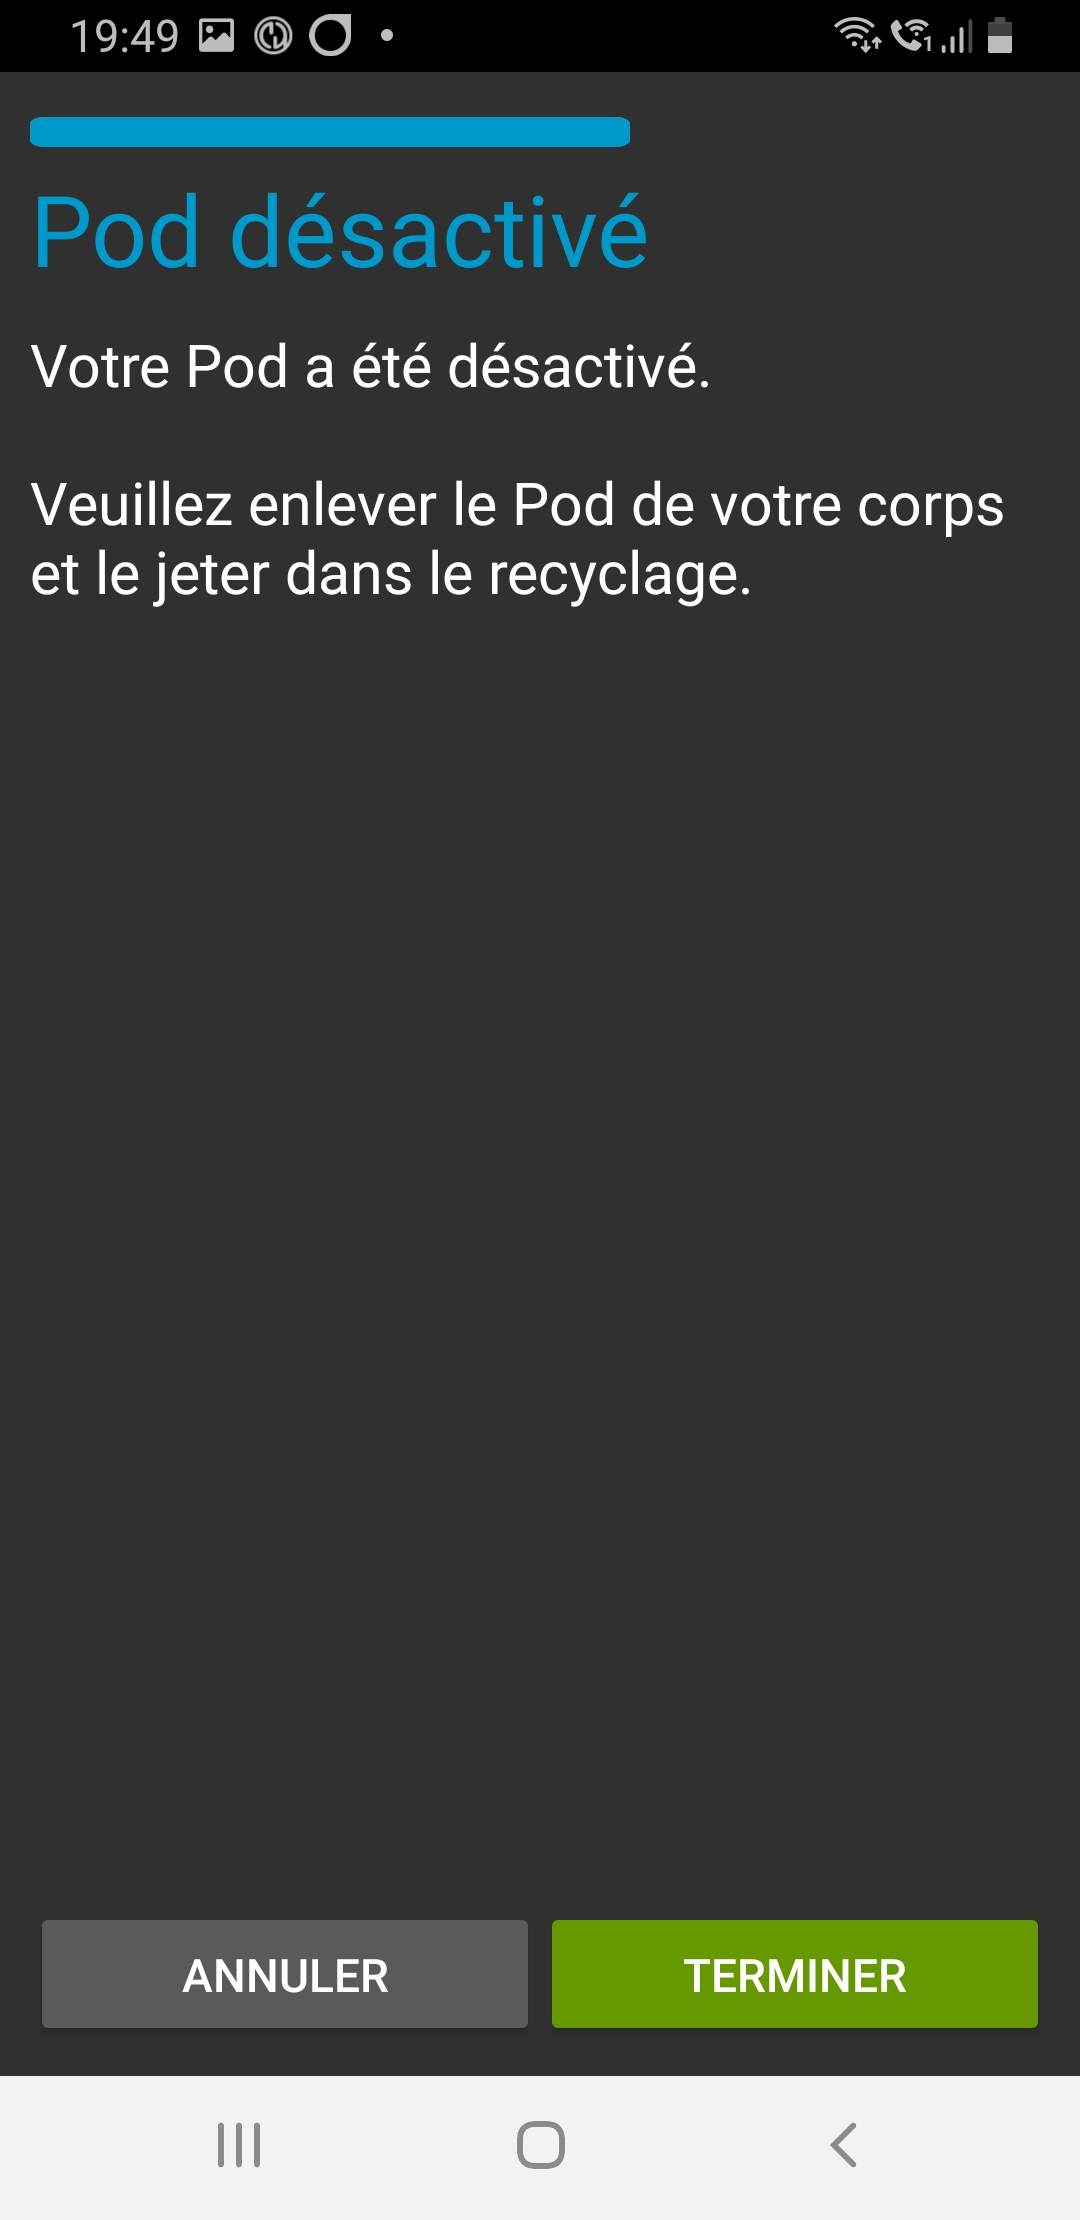 19:49
Pod désactivé
Votre Pod a été désactivé.
Veuillez enlever le Pod de votre corps
et le jeter dans le recyclage.
ANNULER
TERMINER